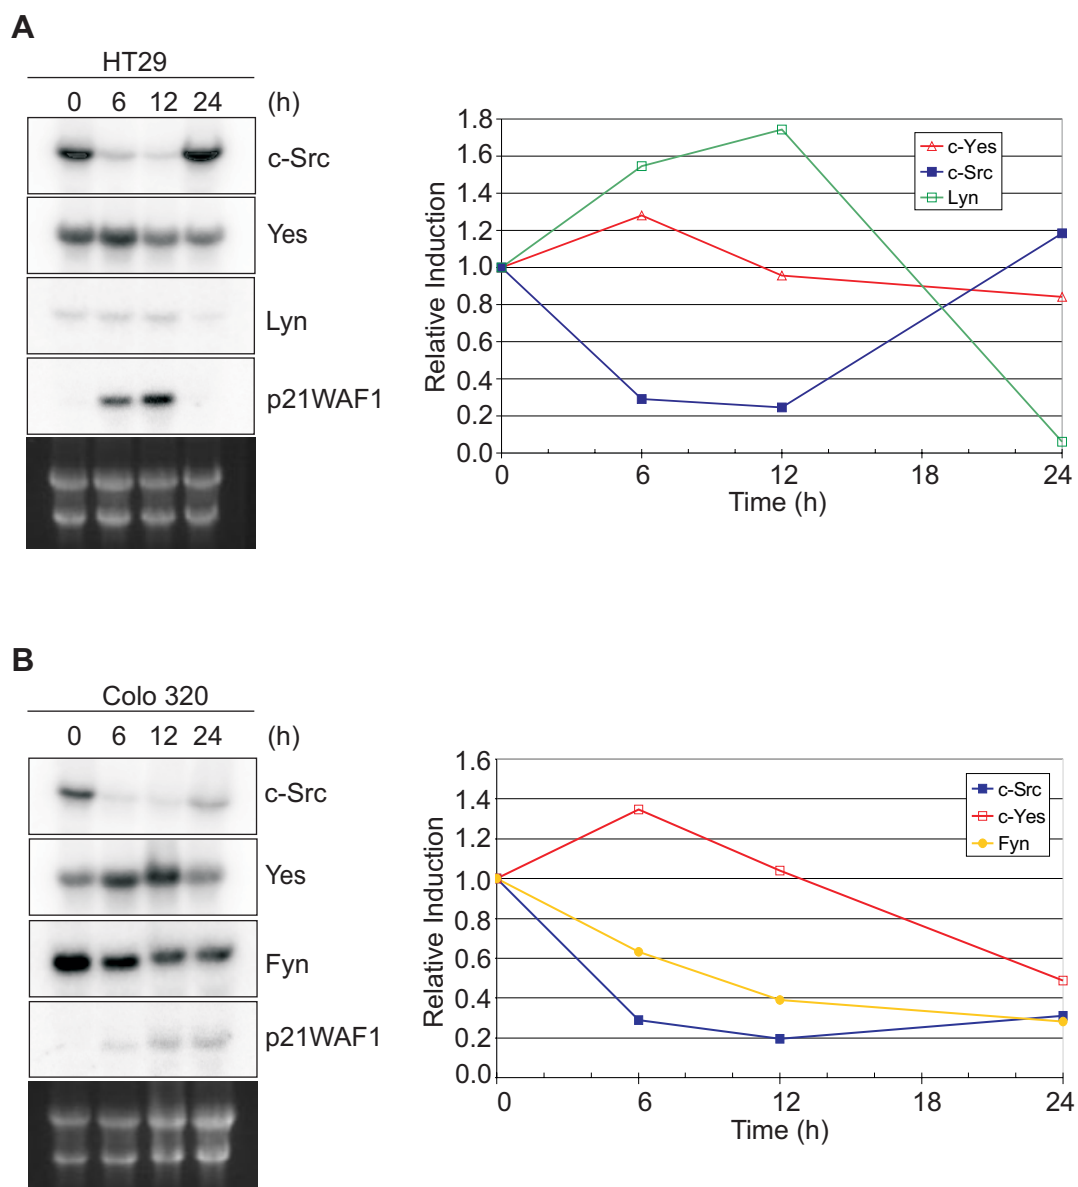 A
HT29
0 6 12 24 (h)
c-Src
Yes
Lyn
p21WAF1
1.8
1.6
1.4
1.2
1.0
0.8
0.6
0.4
0.2
0.0
Relative Induction
c-Yes
c-Src
Lyn
0 6 12 18 24
Time (h)
B
Colo 320
0 6 12 24 (h)
c-Src
Yes
Fyn
p21WAF1
1.6
1.4
1.2
1.0
0.8
0.6
0.4
0.2
0.0
Relative Induction
c-Src
c-Yes
Fyn
0 6 12 18 24
Time (h)